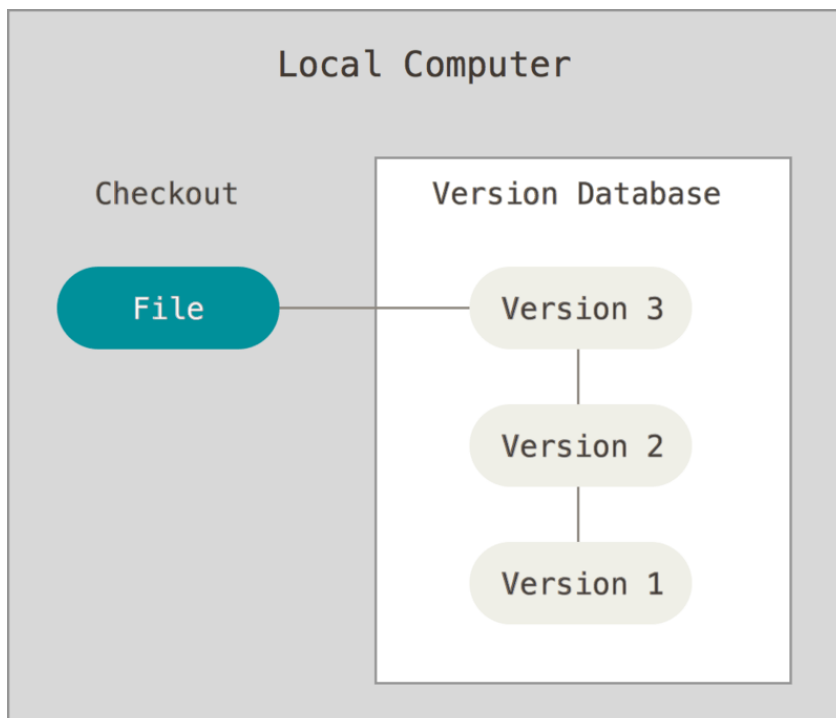 Local Computer
Checkout
Version Database
File
Version 3
Version 2
Version 1